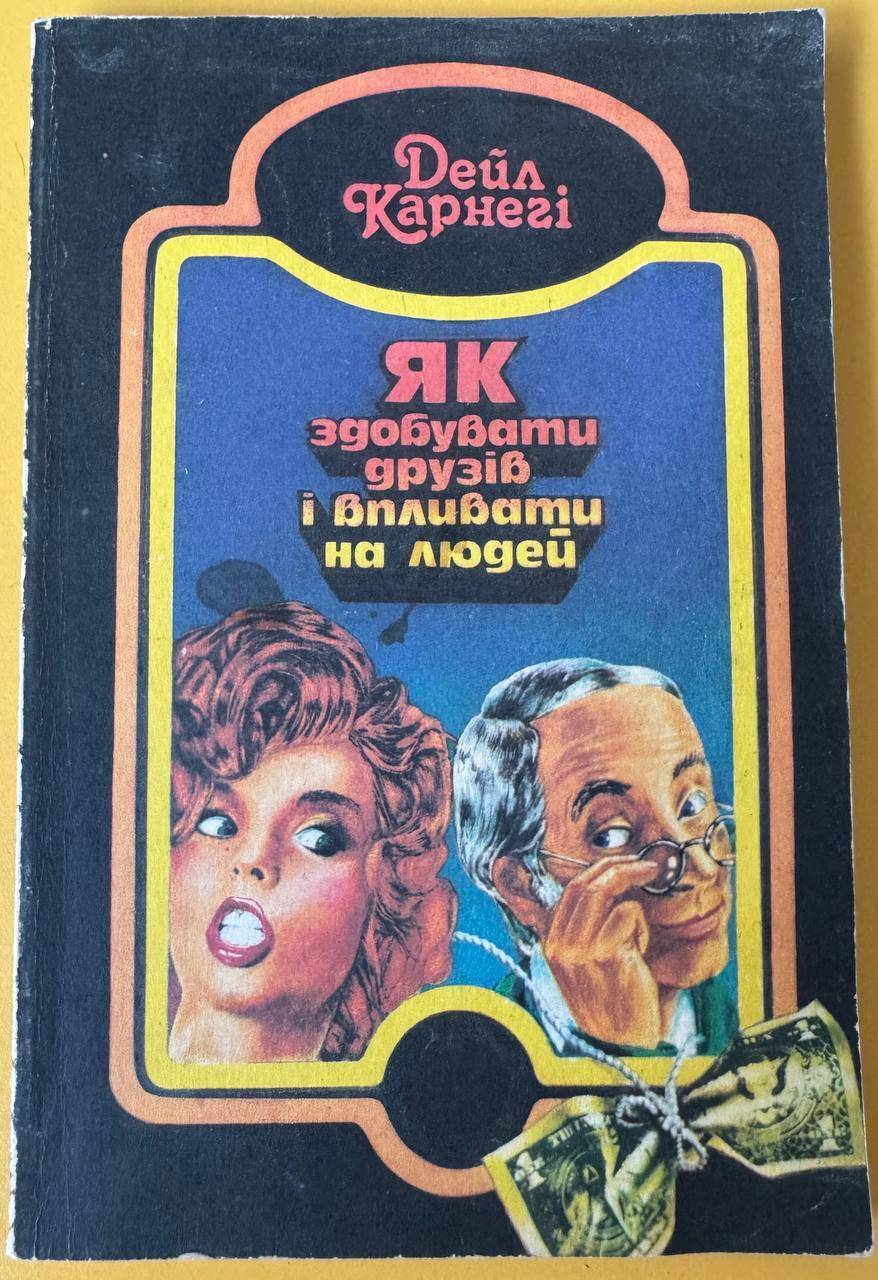 Дейл
Карнегі
ЯК
здобувати
друзів
і впливати
на людей